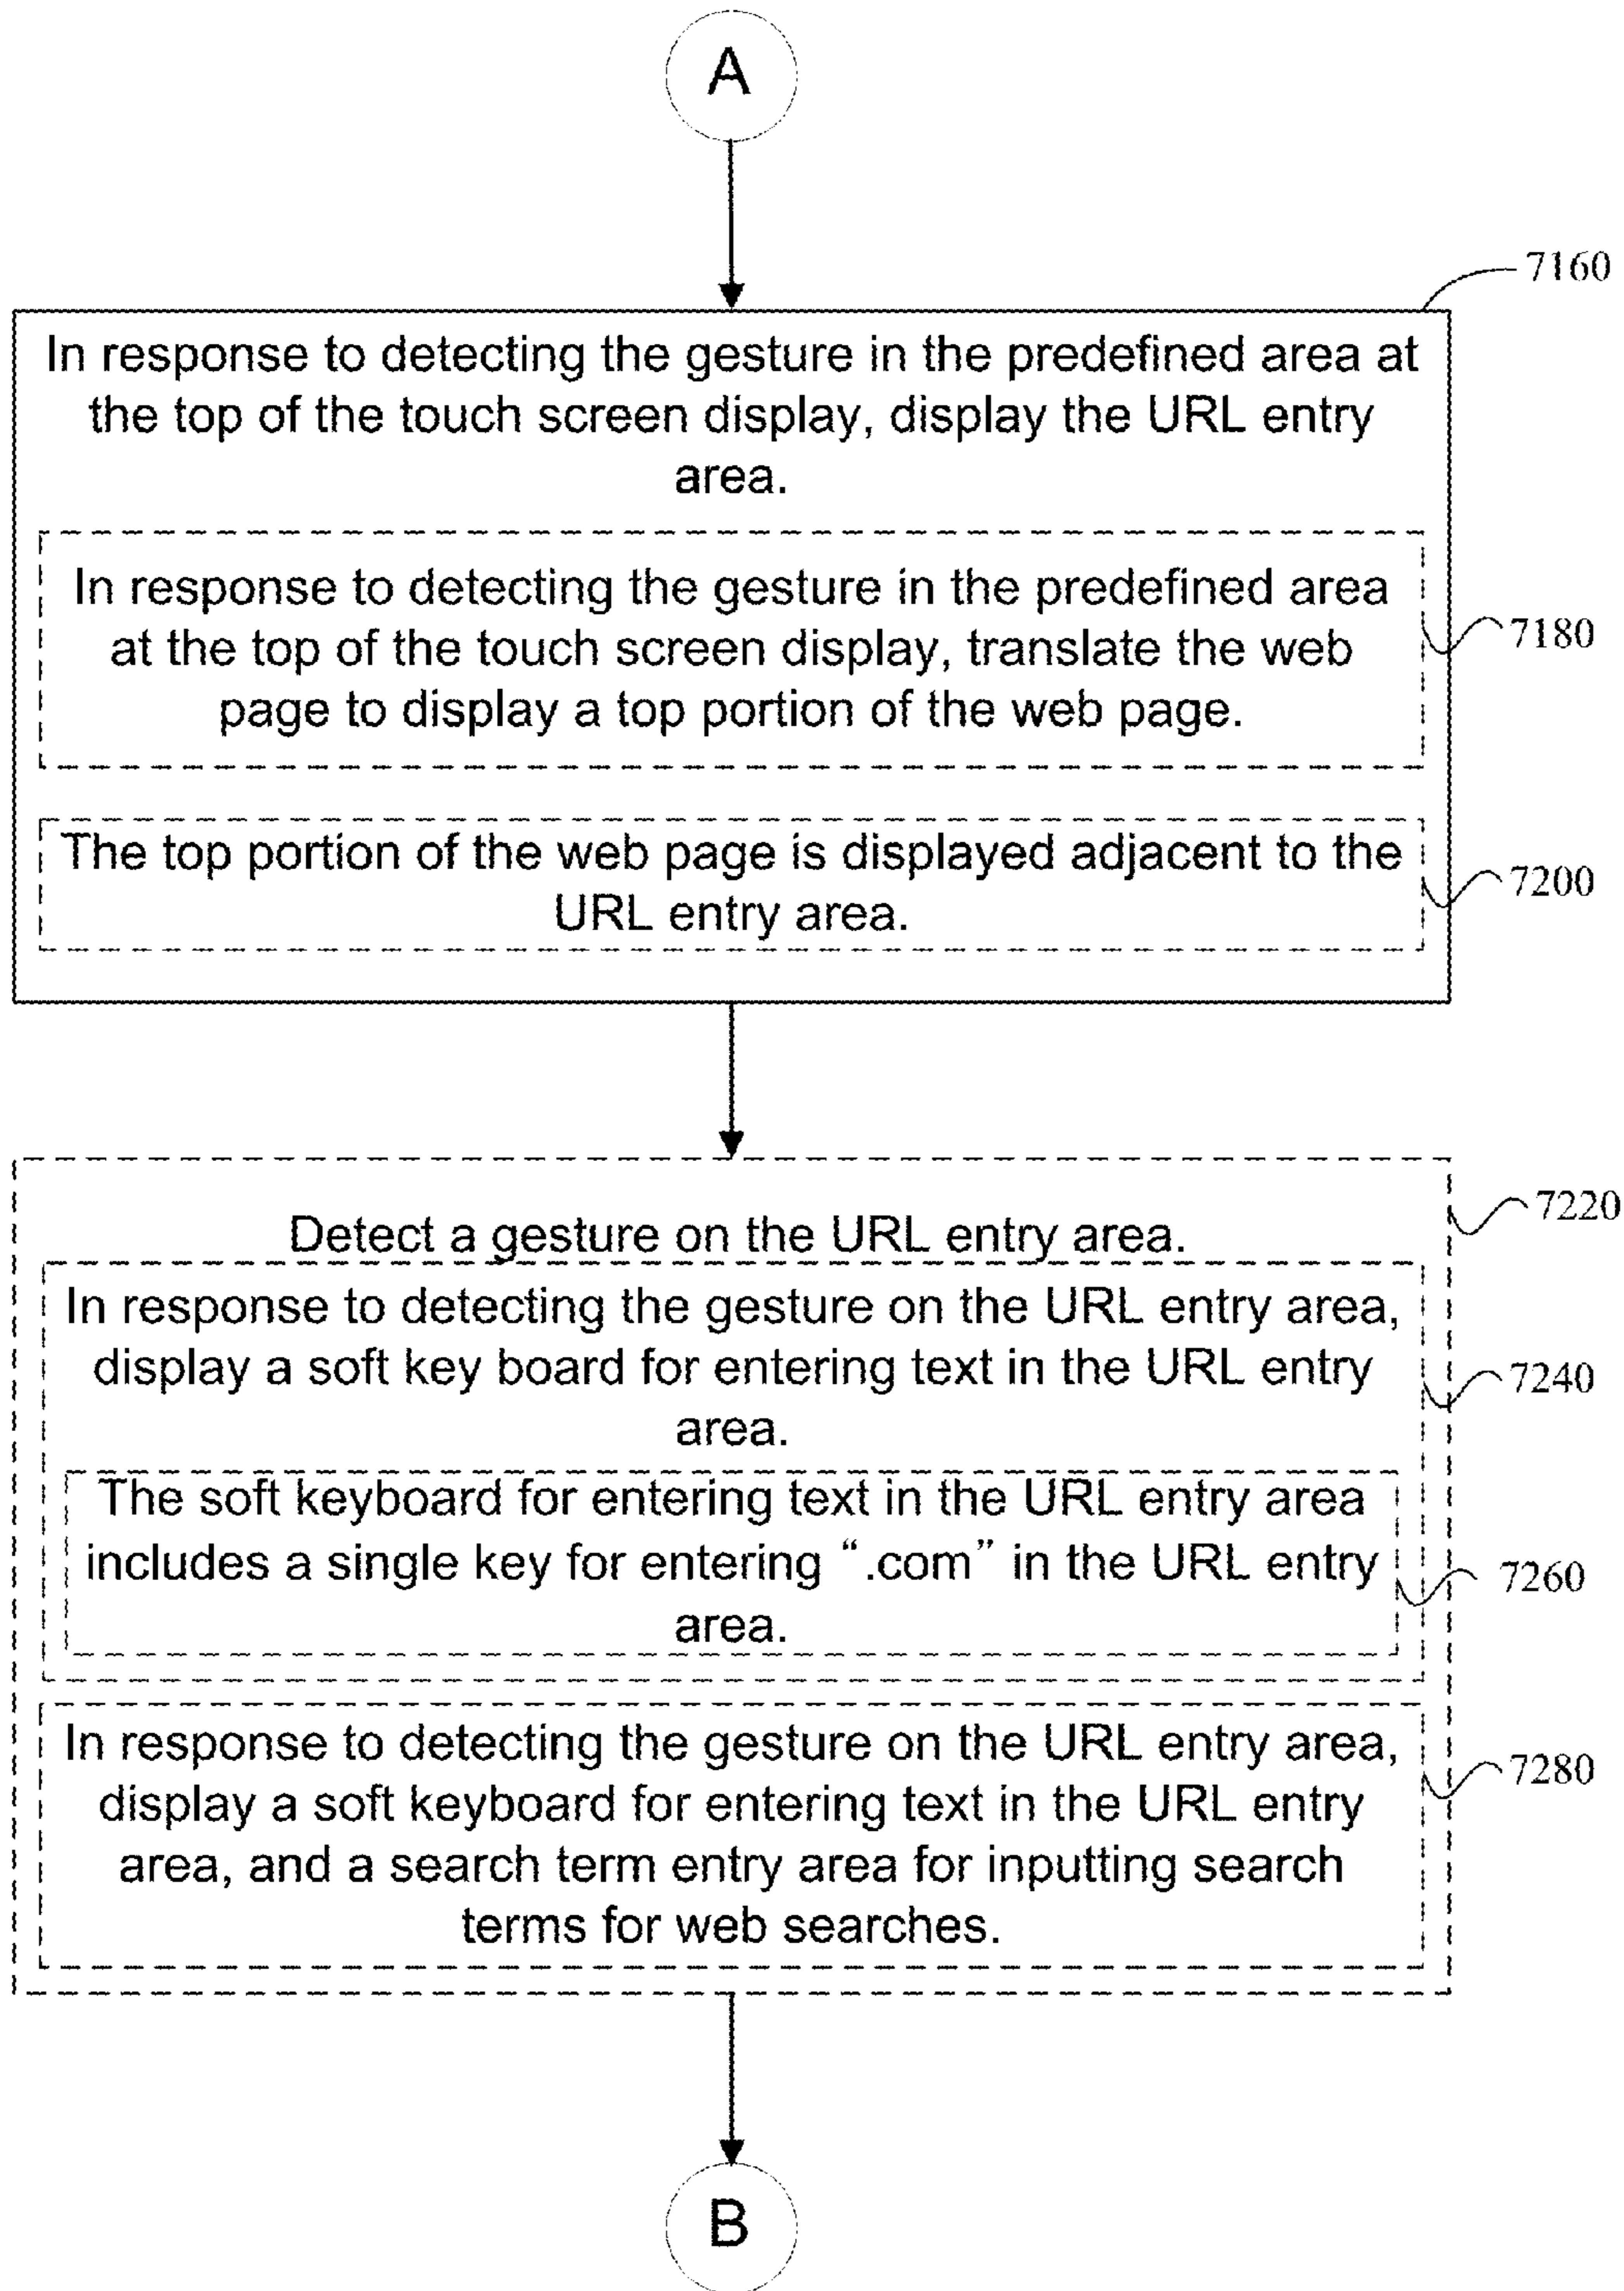 A
7160
In response to detecting the gesture in the predefined area at
the top of the touch screen display, display the URL entry
area.
In response to detecting the gesture in the predefined area
at the top of the touch screen display, translate the web
page to display a top portion of the web page.
7180
The top portion of the web page is displayed adjacent to the
URL entry area.
7200
Detect a gesture on the URL entry area.
7220
In response to detecting the gesture on the URL entry area,
display a soft key board for entering text in the URL entry
area.
7240
The soft keyboard for entering text in the URL entry area
includes a single key for entering “.com” in the URL entry
area.
7260
In response to detecting the gesture on the URL entry area,
display a soft keyboard for entering text in the URL entry
area, and a search term entry area for inputting search
terms for web searches.
7280
B